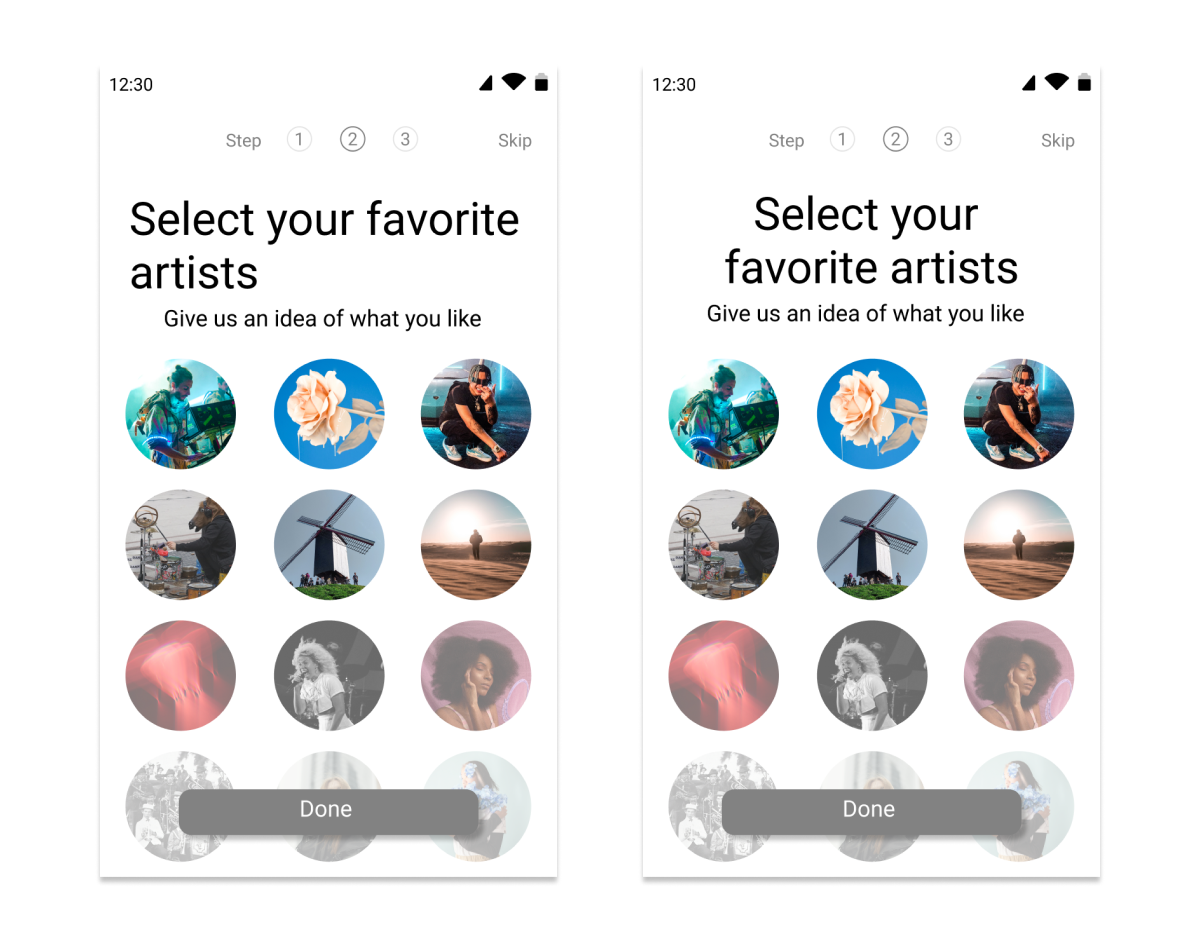 12:30
Step 1 2 3 Skip
Select your favorite
artists
Give us an idea of what you like
Done
12:30
Step 1 2 3 Skip
Select your
favorite artists
Give us an idea of what you like
Done